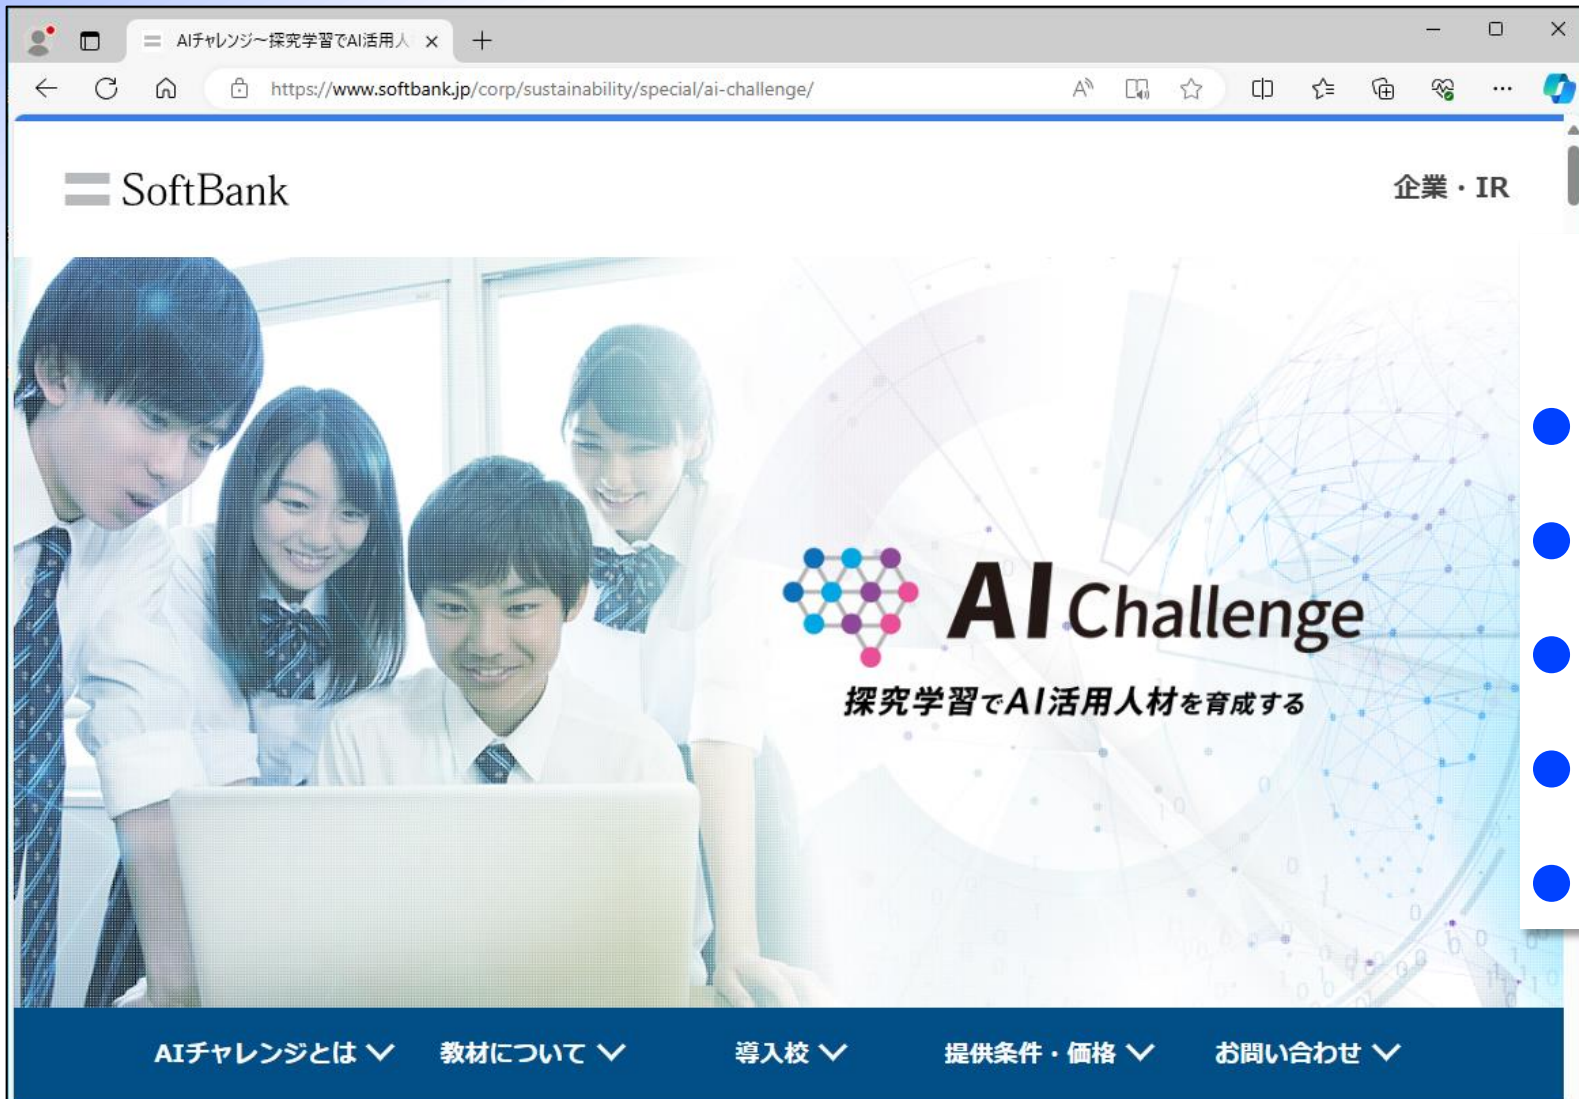 AIチャレンジ～探究学習でAI活用人
https://www.softbank.jp/corp/sustainability/special/ai-challenge/
SoftBank
企業・IR
AI Challenge
探究学習でAI活用人材を育成する
AIチャレンジとは 教材について 導入校 提供条件・価格 お問い合わせ